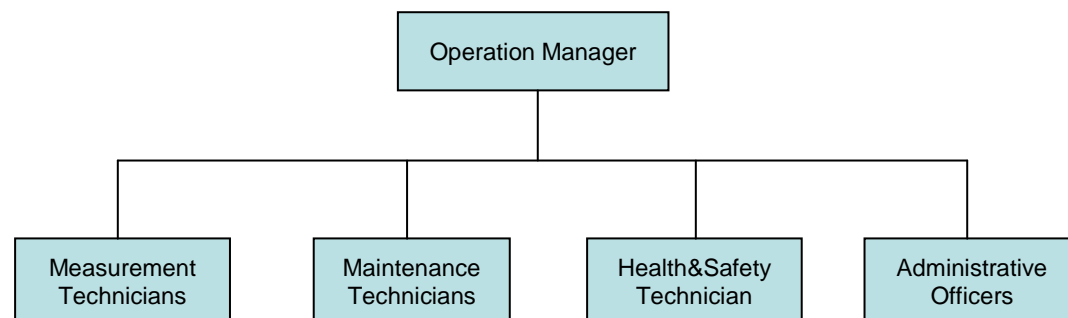 Operation Manager
Measurement
Technicians
Maintenance
Technicians
Health&Safety
Technician
Administrative
Officers